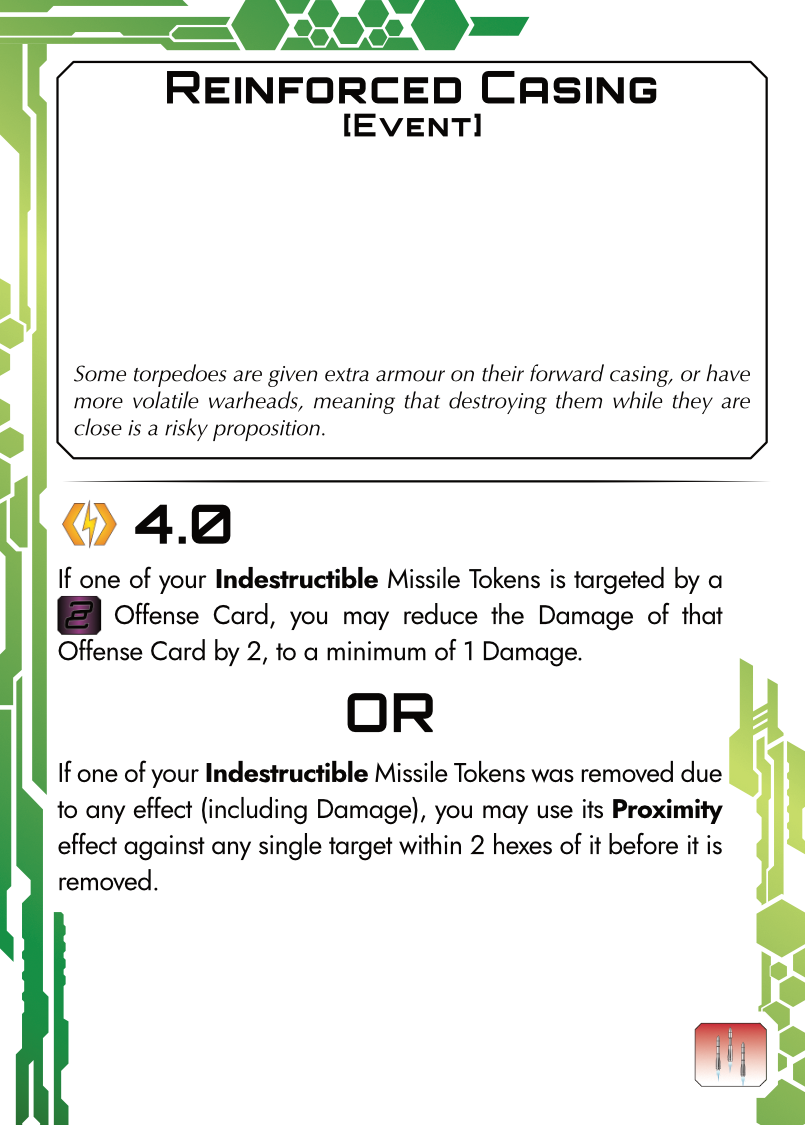 Reinforced Casing
[Event]
Some torpedoes are given extra armour on their forward casing, or have
more volatile warheads, meaning that destroying them while they are
close is a risky proposition.
4.0
If one of your Indestructible Missile Tokens is targeted by a
2 Offense Card, you may reduce the Damage of that
Offense Card by 2, to a minimum of 1 Damage.
OR
If one of your Indestructible Missile Tokens was removed due
to any effect (including Damage), you may use its Proximity
effect against any single target within 2 hexes of it before it is
removed.